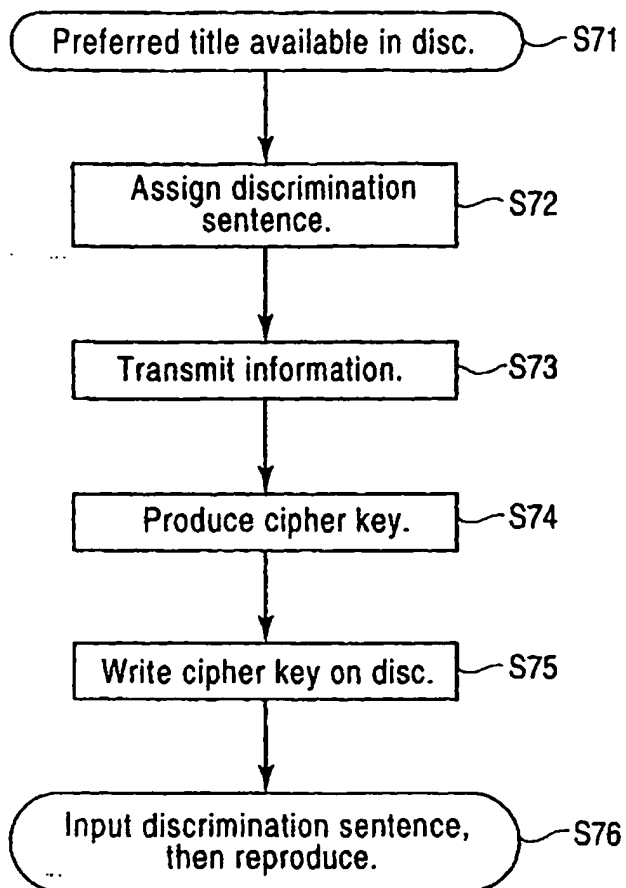 Preferred title available in disc. S71
Assign discrimination
sentence. S72
Transmit information. S73
Produce cipher key. S74
Write cipher key on disc. S75
Input discrimination sentence,
then reproduce. S76